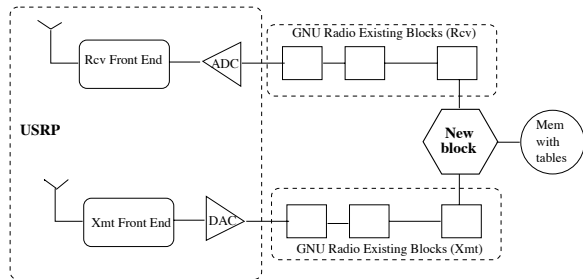 GNU Radio Existing Blocks (Rcv)
Rcv Front End
ADC
USRP
New
block
Mem
with
tables
Xmt Front End
DAC
GNU Radio Existing Blocks (Xmt)